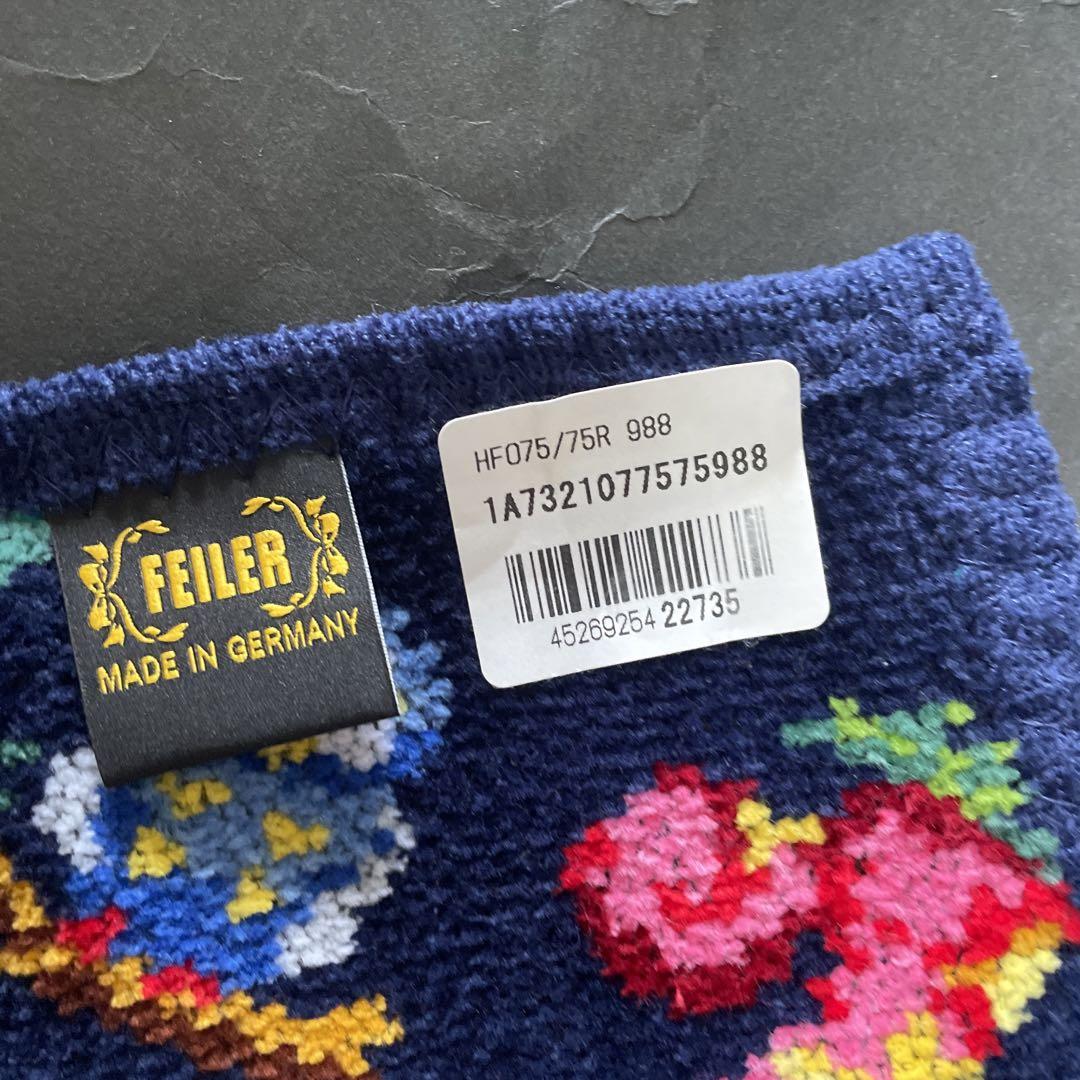 FEILER
MADE IN GERMANY
HF075/75R 988
1A7321077575988
4526925422735